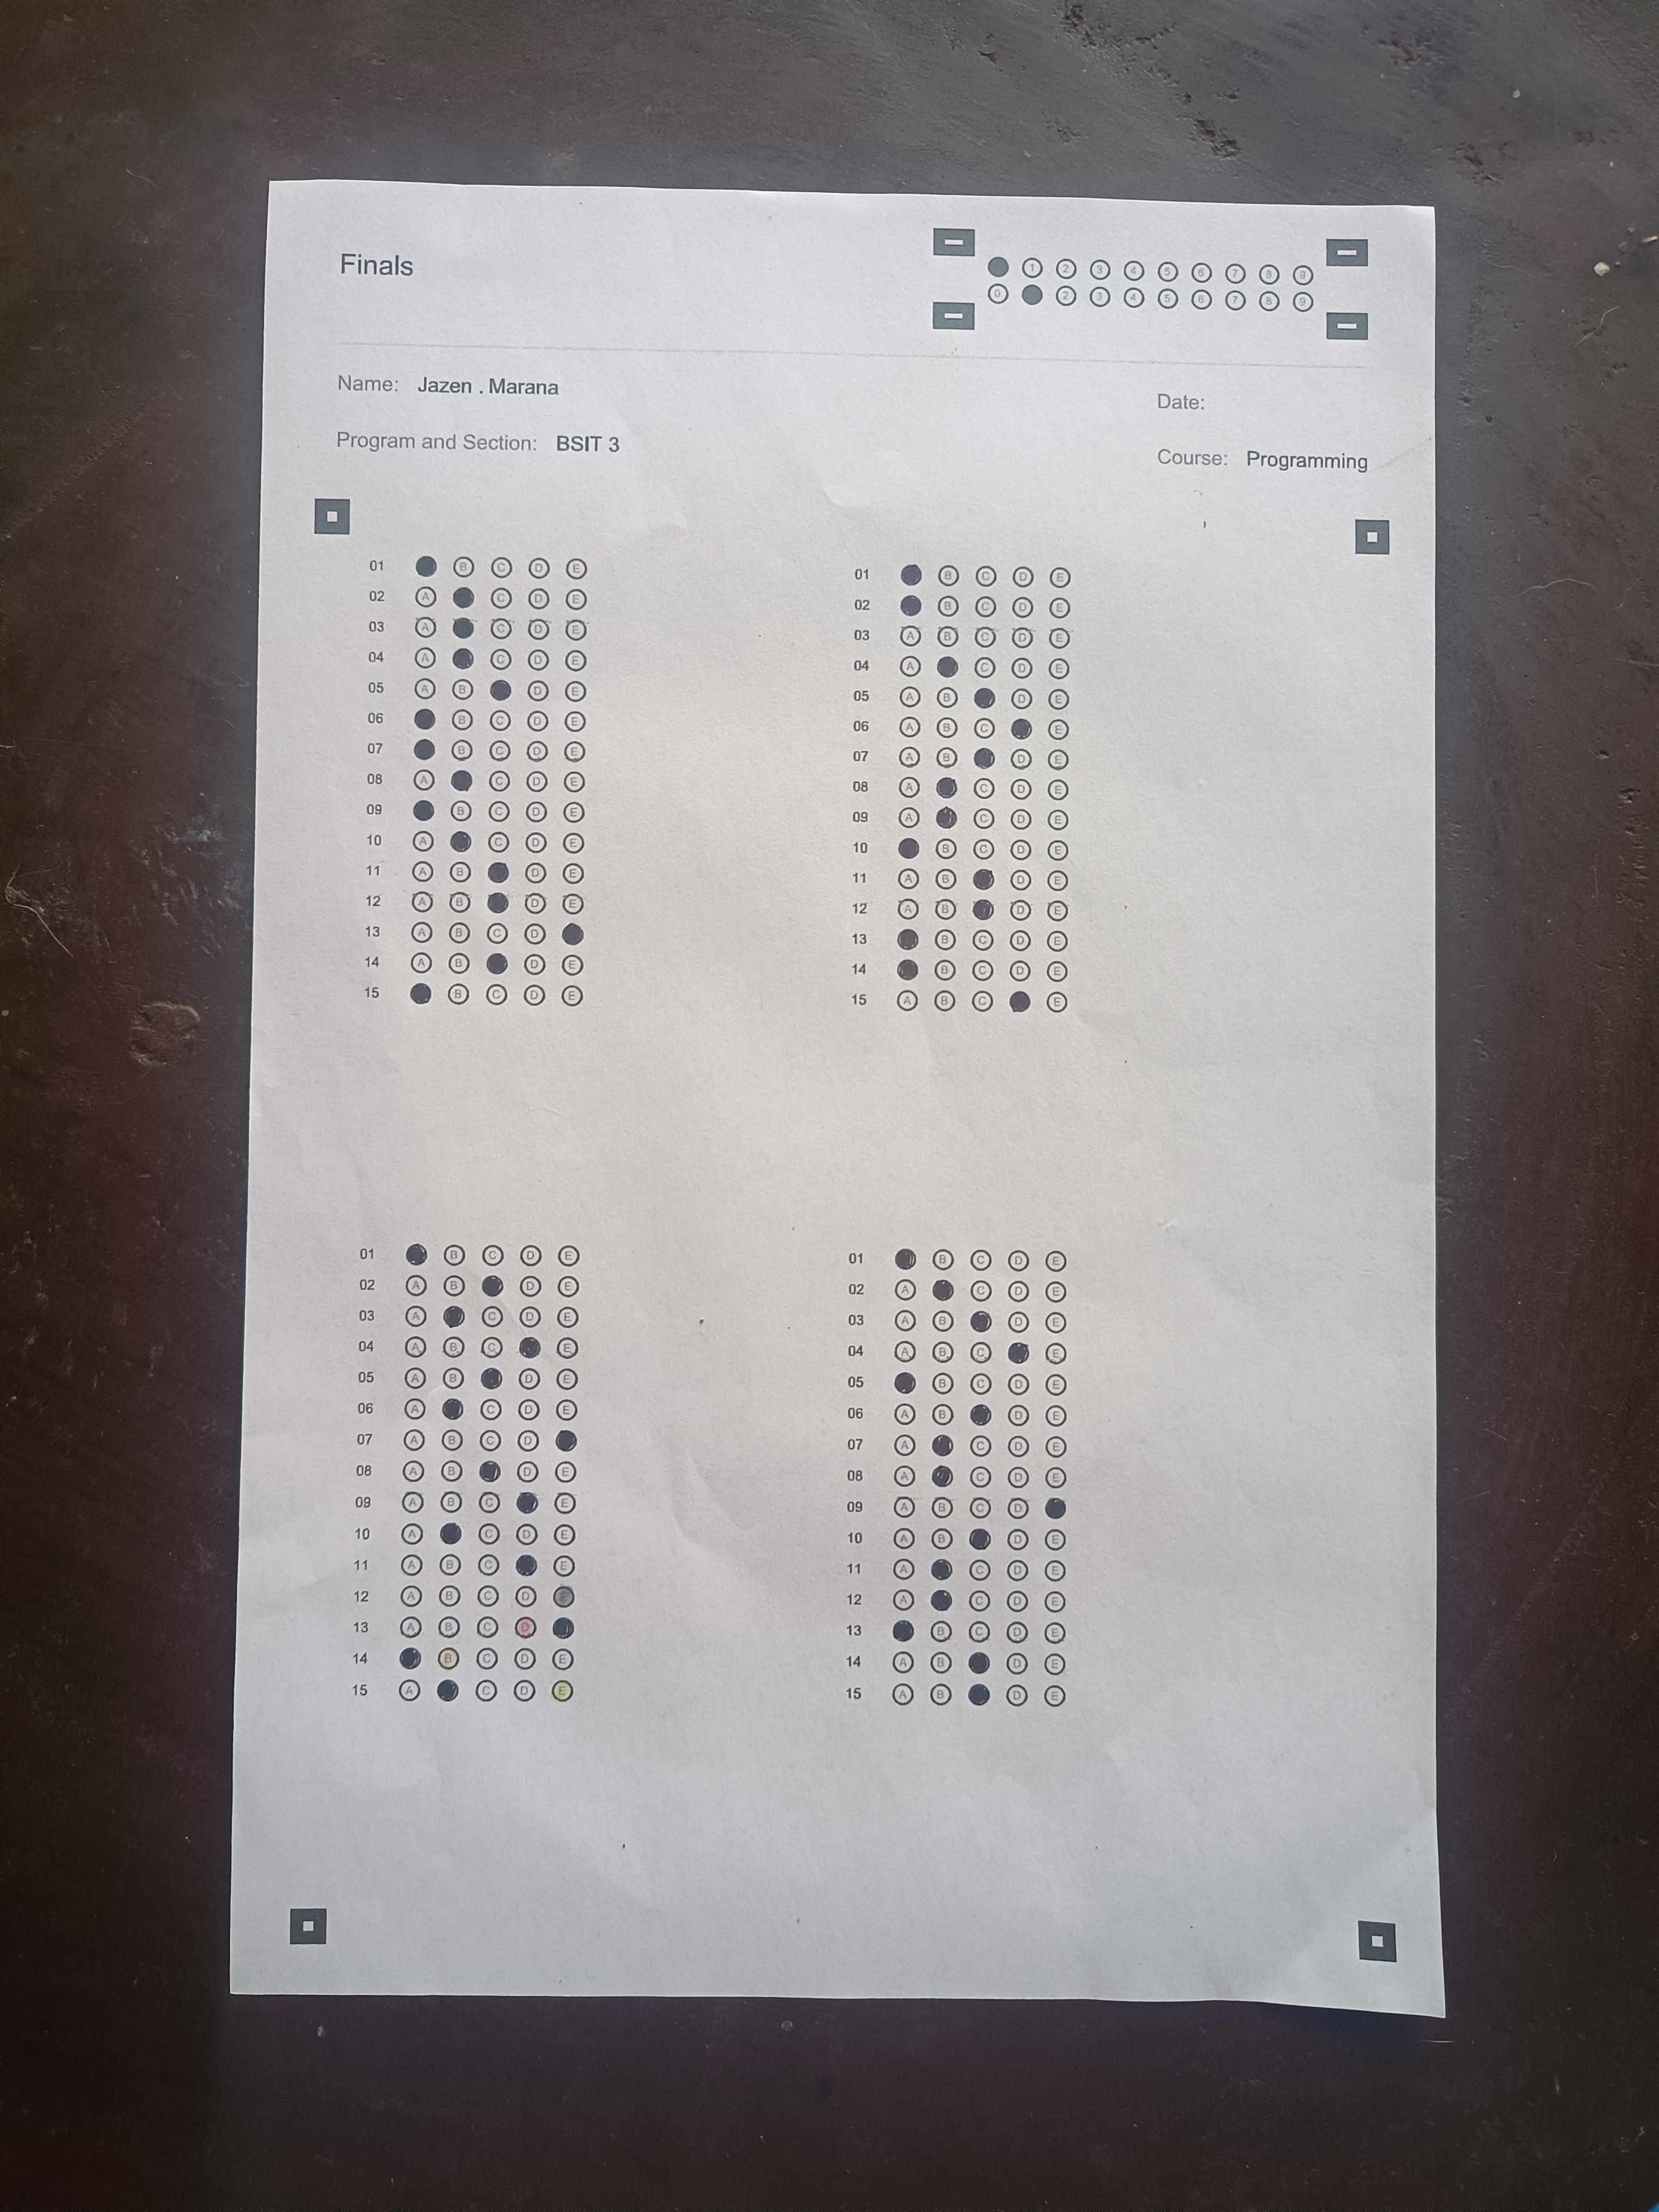 Finals
1 2 3 4 5 6 7 8 9
0 2 3 4 5 6 7 8 9
Name: Jazen . Marana
Date:
Program and Section: BSIT 3
Course: Programming
01 B C D E
02 A C D E
03 A C D E
04 A C D E
05 A B D E
06 B C D E
07 B C D E
08 A C D E
09 B C D E
10 A C D E
11 A B D E
12 A B D E
13 A B C D
14 A B D E
15 B C D E
01 B C D E
02 B C D E
03 A B C D E
04 A C D E
05 A B D E
06 A B C E
07 A B D E
08 A C D E
09 A C D E
10 B C D E
11 A B D E
12 A B D E
13 B C D E
14 B C D E
15 A B C E
01 B C D E
02 A B D E
03 A C D E
04 A B C E
05 A B D E
06 A C D E
07 A B C D
08 A B D E
09 A B C E
10 A C D E
11 A B C E
12 A B C D E
13 A B C D
14 B C D E
15 A C D E
01 B C D E
02 A C D E
03 A B D E
04 A B C E
05 B C D E
06 A B D E
07 A C D E
08 A C D E
09 A B C D
10 A B D E
11 A C D E
12 A C D E
13 B C D E
14 A B D E
15 A B D E